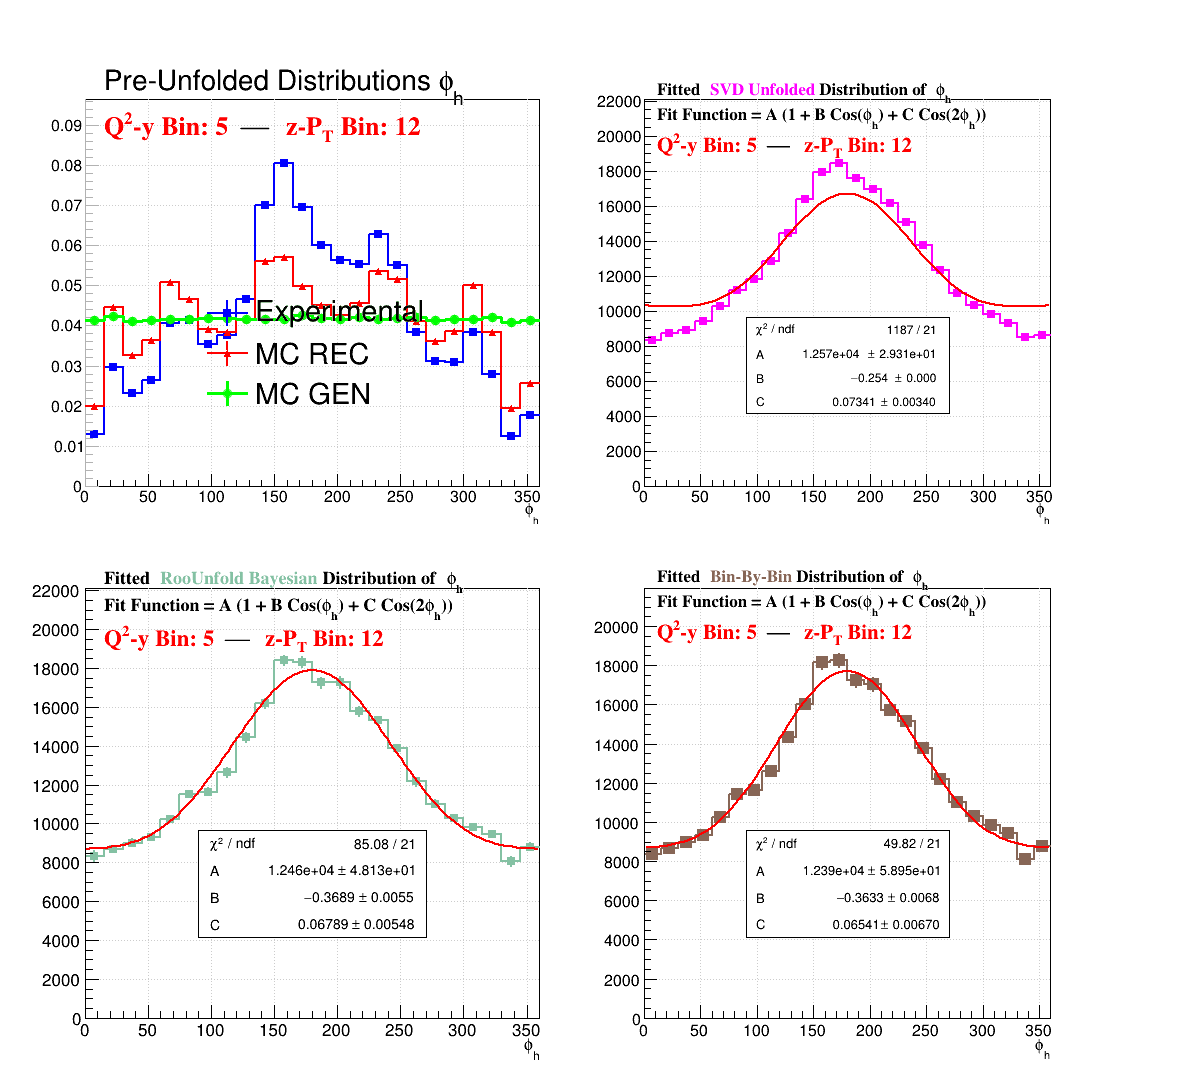 Pre-Unfolded Distributions ϕh
Q2-y Bin: 5 — z-PT Bin: 12
0.09
0.08
0.07
0.06
0.05
0.04
0.03
0.02
0.01
0
Experimental
MC REC
MC GEN
0 50 100 150 200 250 300 350
ϕh
Fitted SVD Unfolded Distribution of ϕh
Fit Function = A (1 + B Cos(ϕh) + C Cos(2ϕh))
Q2-y Bin: 5 — z-PT Bin: 12
22000
20000
18000
16000
14000
12000
10000
8000
6000
4000
2000
0
χ2 / ndf 1187 / 21
A 1.257e+04 ± 2.931e+01
B −0.254 ± 0.000
C 0.07341 ± 0.00340
0 50 100 150 200 250 300 350
ϕh
Fitted RooUnfold Bayesian Distribution of ϕh
Fit Function = A (1 + B Cos(ϕh) + C Cos(2ϕh))
Q2-y Bin: 5 — z-PT Bin: 12
22000
20000
18000
16000
14000
12000
10000
8000
6000
4000
2000
0
χ2 / ndf 85.08 / 21
A 1.246e+04 ± 4.813e+01
B −0.3689 ± 0.0055
C 0.06789 ± 0.00548
0 50 100 150 200 250 300 350
ϕh
Fitted Bin-By-Bin Distribution of ϕh
Fit Function = A (1 + B Cos(ϕh) + C Cos(2ϕh))
Q2-y Bin: 5 — z-PT Bin: 12
20000
18000
16000
14000
12000
10000
8000
6000
4000
2000
0
χ2 / ndf 49.82 / 21
A 1.239e+04 ± 5.895e+01
B −0.3633 ± 0.0068
C 0.06541 ± 0.00670
0 50 100 150 200 250 300 350
ϕh